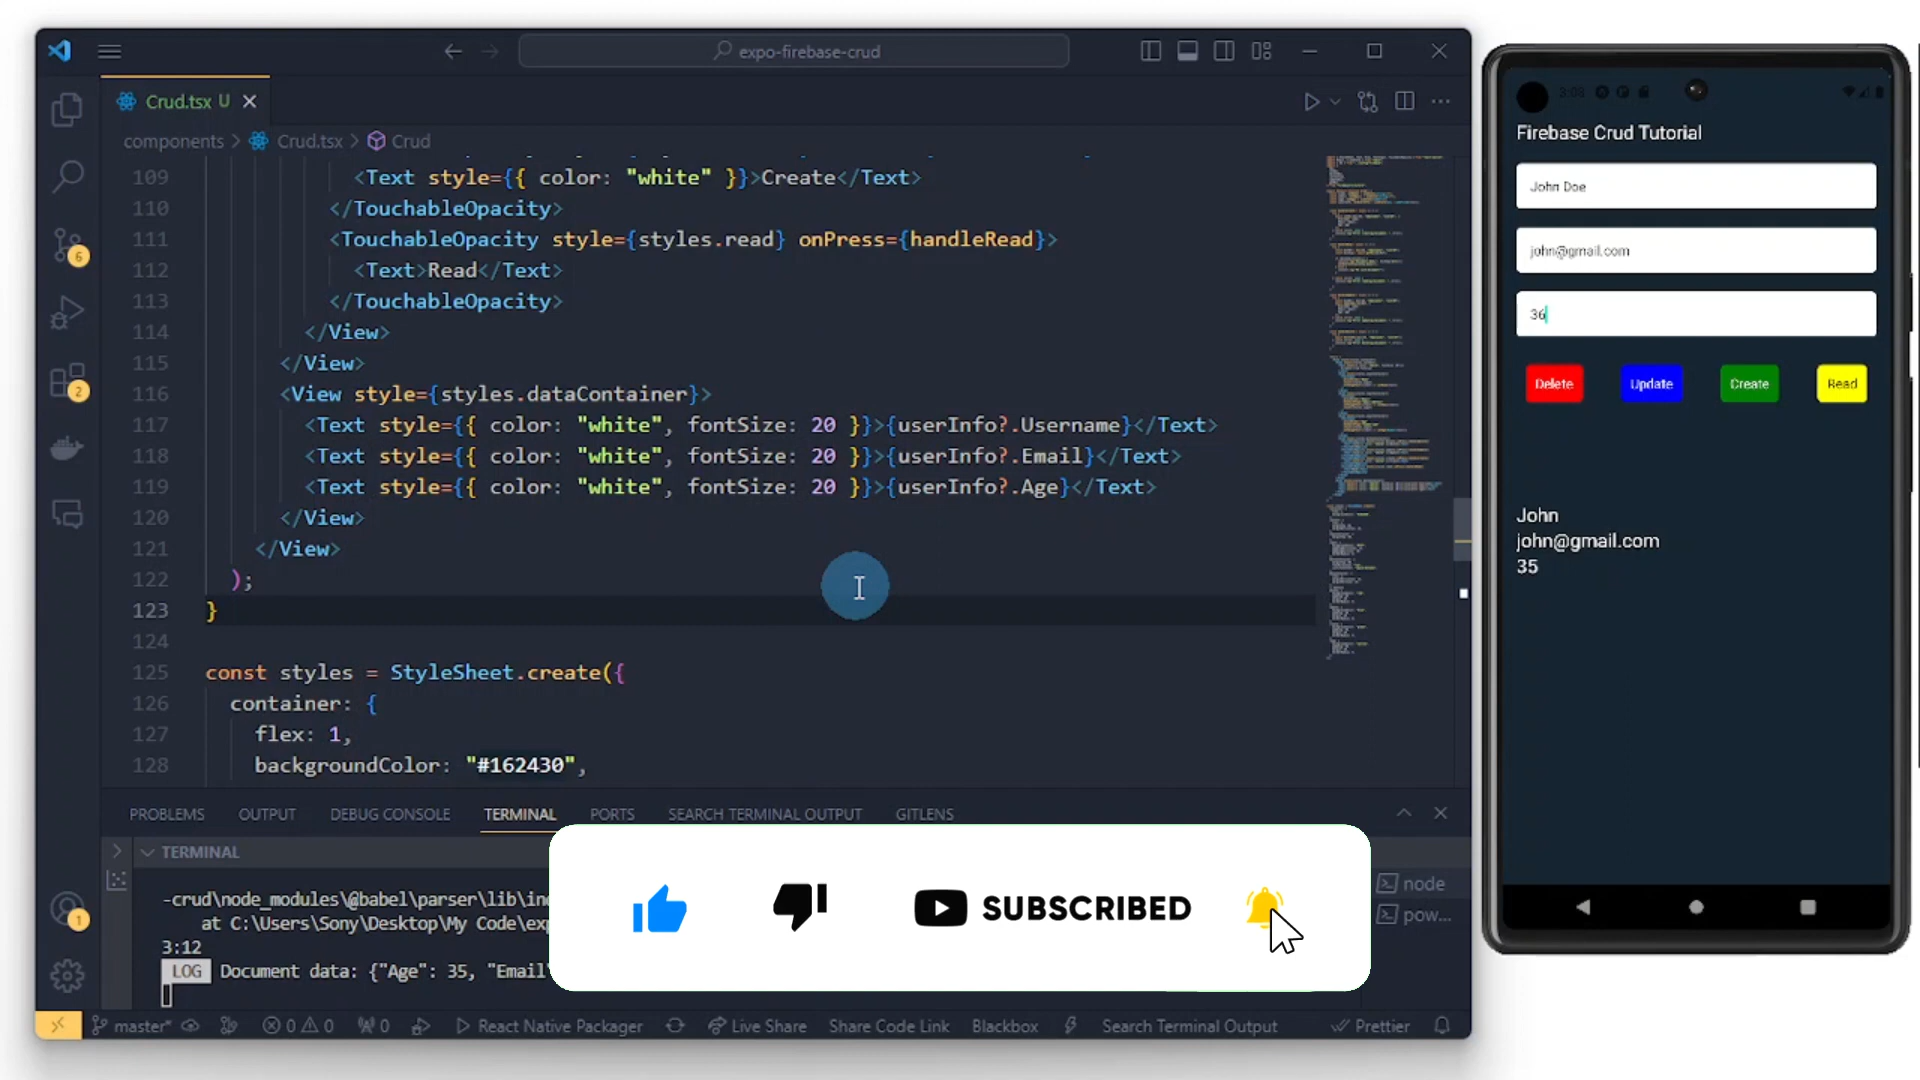 expo-firebase-crud
Crud.tsx U
components > Crud.tsx > Crud
109 <Text style={{ color: "white" }}>Create</Text>
110 </TouchableOpacity>
111 <TouchableOpacity style={styles.read} onPress={handleRead}>
112 <Text>Read</Text>
113 </TouchableOpacity>
114 </View>
115 </View>
116 <View style={styles.dataContainer}>
117 <Text style={{ color: "white", fontSize: 20 }}>{userInfo?.Username}</Text>
118 <Text style={{ color: "white", fontSize: 20 }}>{userInfo?.Email}</Text>
119 <Text style={{ color: "white", fontSize: 20 }}>{userInfo?.Age}</Text>
120 </View>
121 </View>
122 );
123 }
124
125 const styles = StyleSheet.create({
126 container: {
127 flex: 1,
128 backgroundColor: "#162430",
6
2
1
PROBLEMS OUTPUT DEBUG CONSOLE TERMINAL PORTS SEARCH TERMINAL OUTPUT GITLENS
TERMINAL
-crud\node_modules\@babel\parser\lib\in
at C:\Users\Sony\Desktop\My Code\exp
3:12
LOG Document data: {"Age": 35, "Email"
node
pow...
SUBSCRIBED
master* 0 0 0 React Native Packager Live Share Share Code Link Blackbox Search Terminal Output Prettier
3:08
Firebase Crud Tutorial
John Doe
john@gmail.com
36
Delete Update Create Read
John
john@gmail.com
35